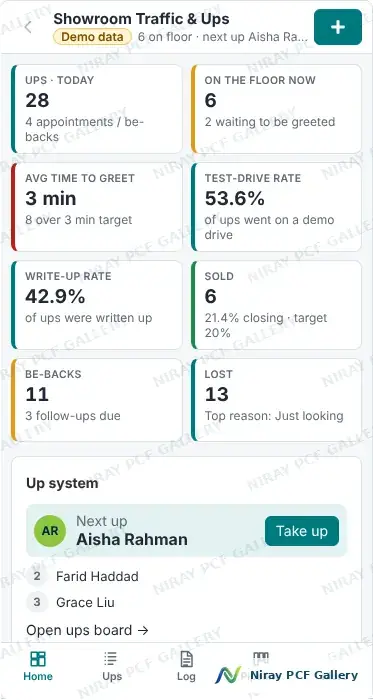 Showroom Traffic & Ups
Demo data 6 on floor · next up Aisha Ra...
UPS · TODAY
28
4 appointments / be-
backs
ON THE FLOOR NOW
6
2 waiting to be greeted
AVG TIME TO GREET
3 min
8 over 3 min target
TEST-DRIVE RATE
53.6%
of ups went on a demo
drive
WRITE-UP RATE
42.9%
of ups were written up
SOLD
6
21.4% closing · target
20%
BE-BACKS
11
3 follow-ups due
LOST
13
Top reason: Just looking
Up system
AR
Next up
Aisha Rahman
Take up
2 Farid Haddad
3 Grace Liu
Open ups board →
Home
Ups
Log
Niray PCF Gallery
NIRAY PCF GALLERY